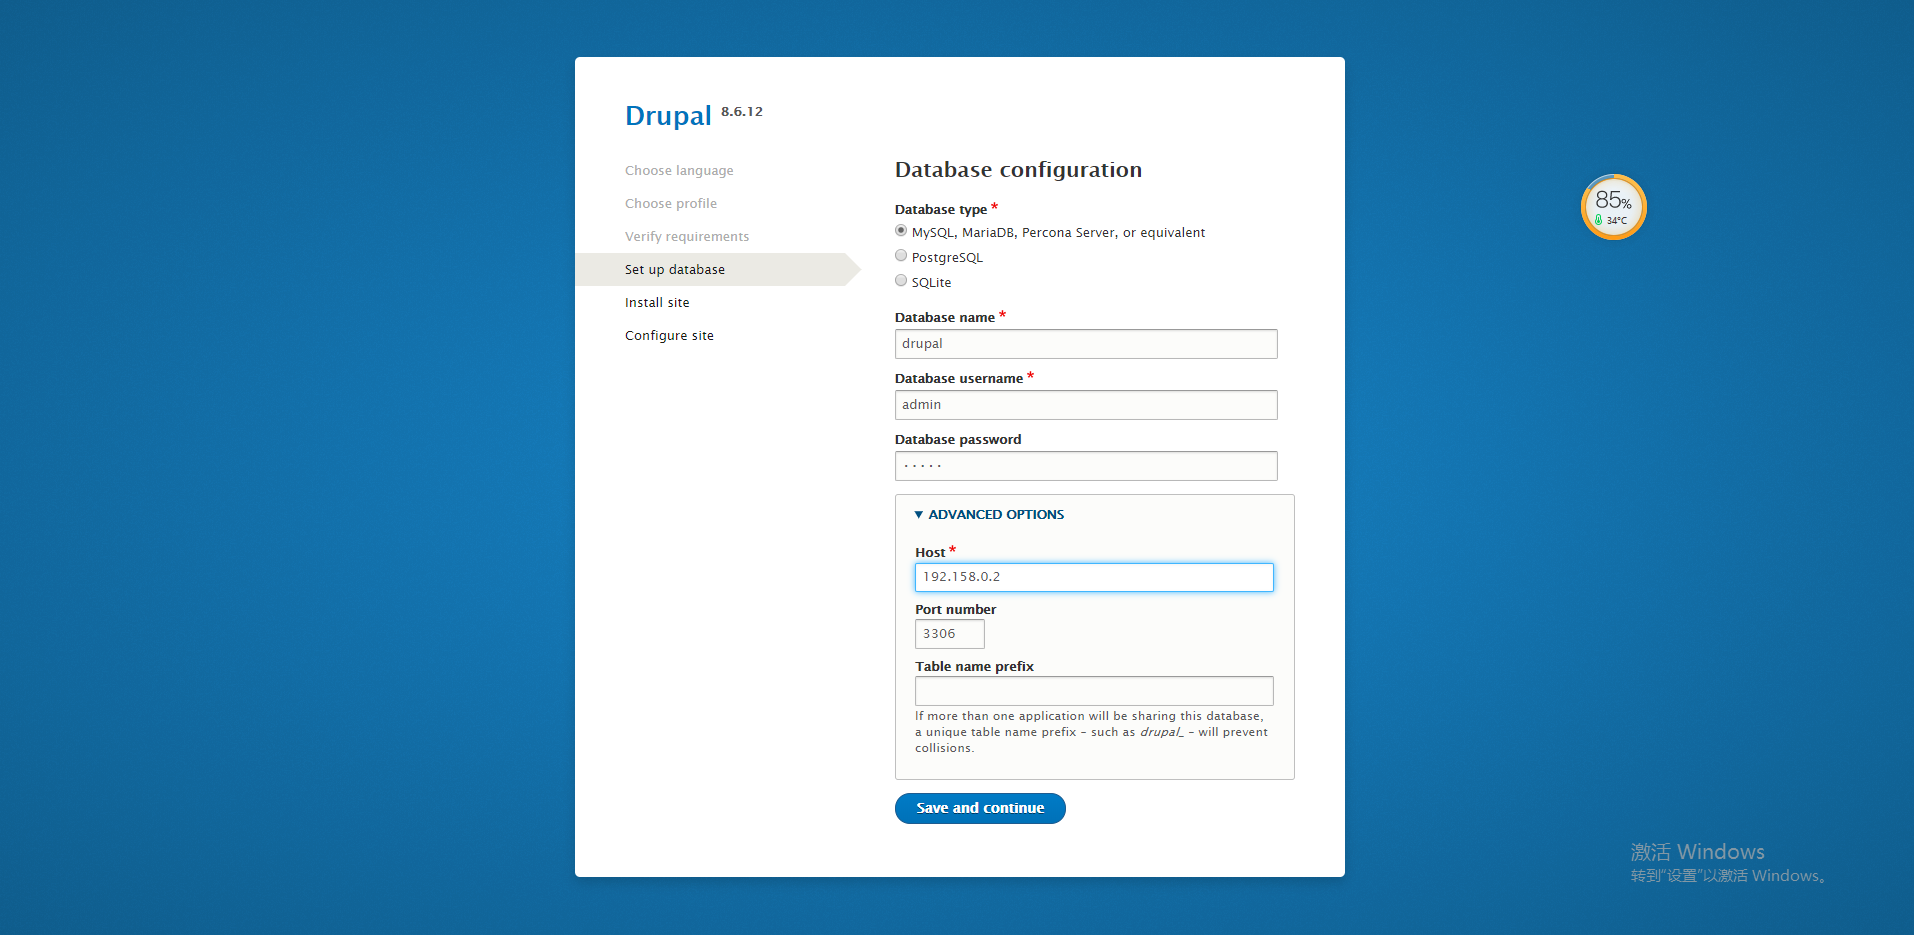 Drupal 8.6.12
Choose language
Choose profile
Verify requirements
Set up database
Install site
Configure site
Database configuration
Database type *
MySQL, MariaDB, Percona Server, or equivalent
PostgreSQL
SQLite
Database name *
drupal
Database username *
admin
Database password
·····
▼ ADVANCED OPTIONS
Host *
192.158.0.2
Port number
3306
Table name prefix
If more than one application will be sharing this database,
a unique table name prefix – such as drupal_ – will prevent
collisions.
Save and continue
85%
34°C
激活 Windows
转到"设置"以激活 Windows。